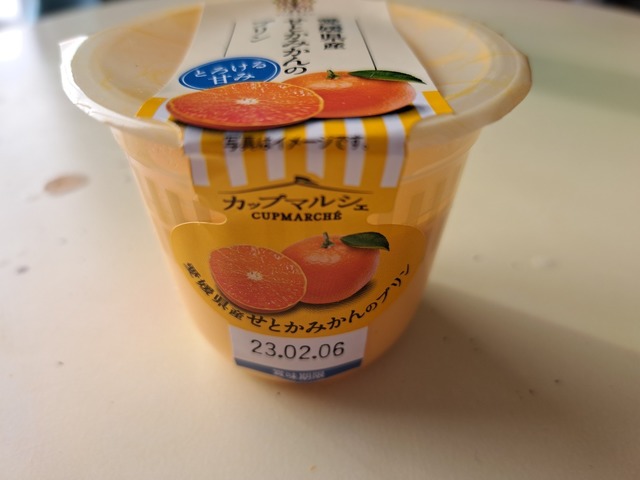 愛媛県産
せとかみかんの
プリン
とろける
甘み
写真はイメージです。
カップマルシェ
CUPMARCHÉ
愛媛県産せとかみかんのプリン
23.02.06